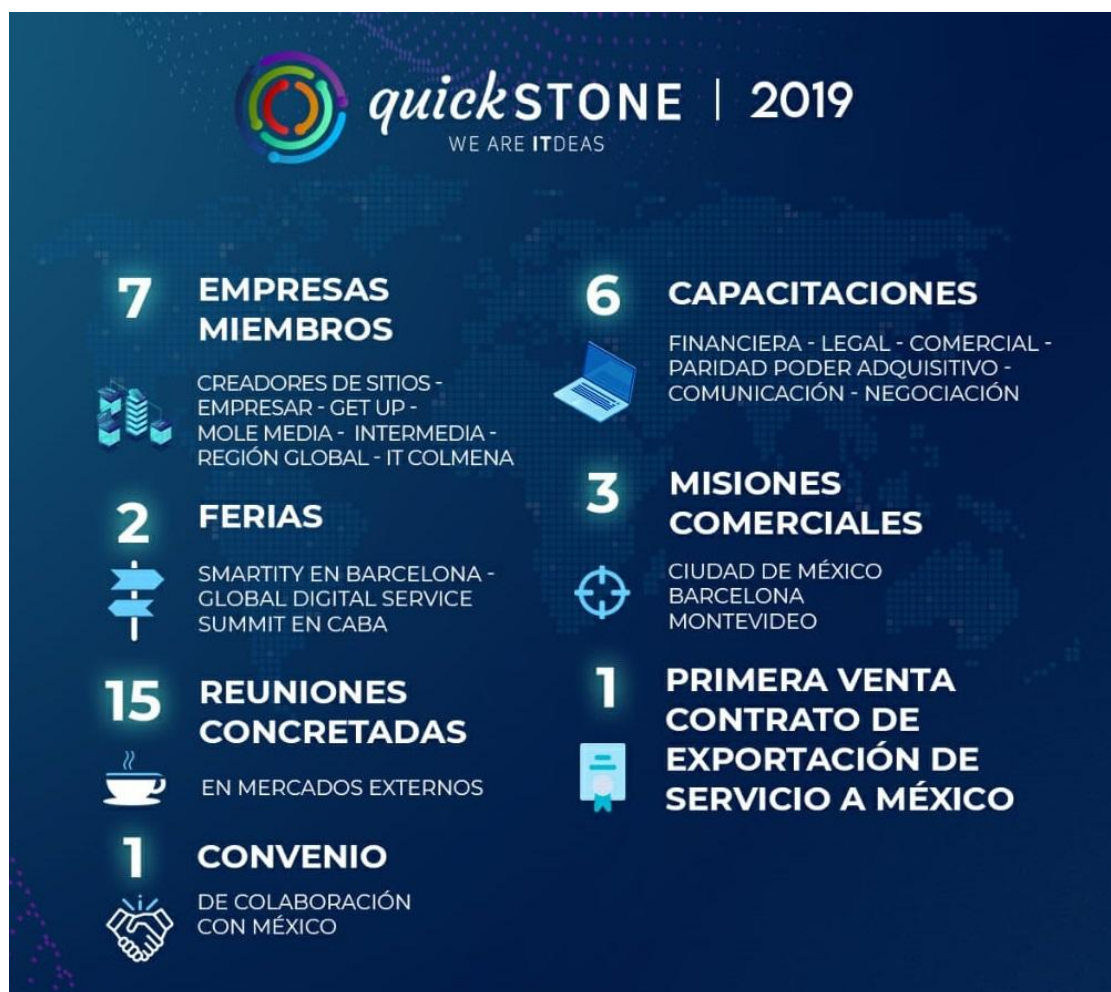 quickSTONE | 2019
WE ARE ITDEAS
7
EMPRESAS
MIEMBROS
CREADORES DE SITIOS -
EMPRESAR - GET UP -
MOLE MEDIA - INTERMEDIA -
REGIÓN GLOBAL - IT COLMENA
2
FERIAS
SMARTITY EN BARCELONA -
GLOBAL DIGITAL SERVICE
SUMMIT EN CABA
15
REUNIONES
CONCRETADAS
EN MERCADOS EXTERNOS
1
CONVENIO
DE COLABORACIÓN
CON MÉXICO
6
CAPACITACIONES
FINANCIERA - LEGAL - COMERCIAL -
PARIDAD PODER ADQUISITIVO -
COMUNICACIÓN - NEGOCIACIÓN
3
MISIONES
COMERCIALES
CIUDAD DE MÉXICO
BARCELONA
MONTEVIDEO
1
PRIMERA VENTA
CONTRATO DE
EXPORTACIÓN DE
SERVICIO A MÉXICO